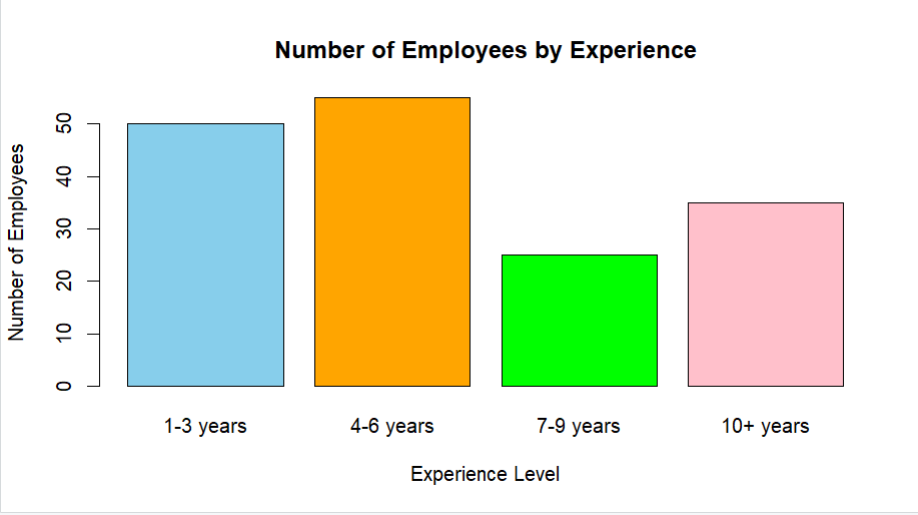 Number of Employees by Experience
Number of Employees
50
40
30
20
10
0
1-3 years 4-6 years 7-9 years 10+ years
Experience Level